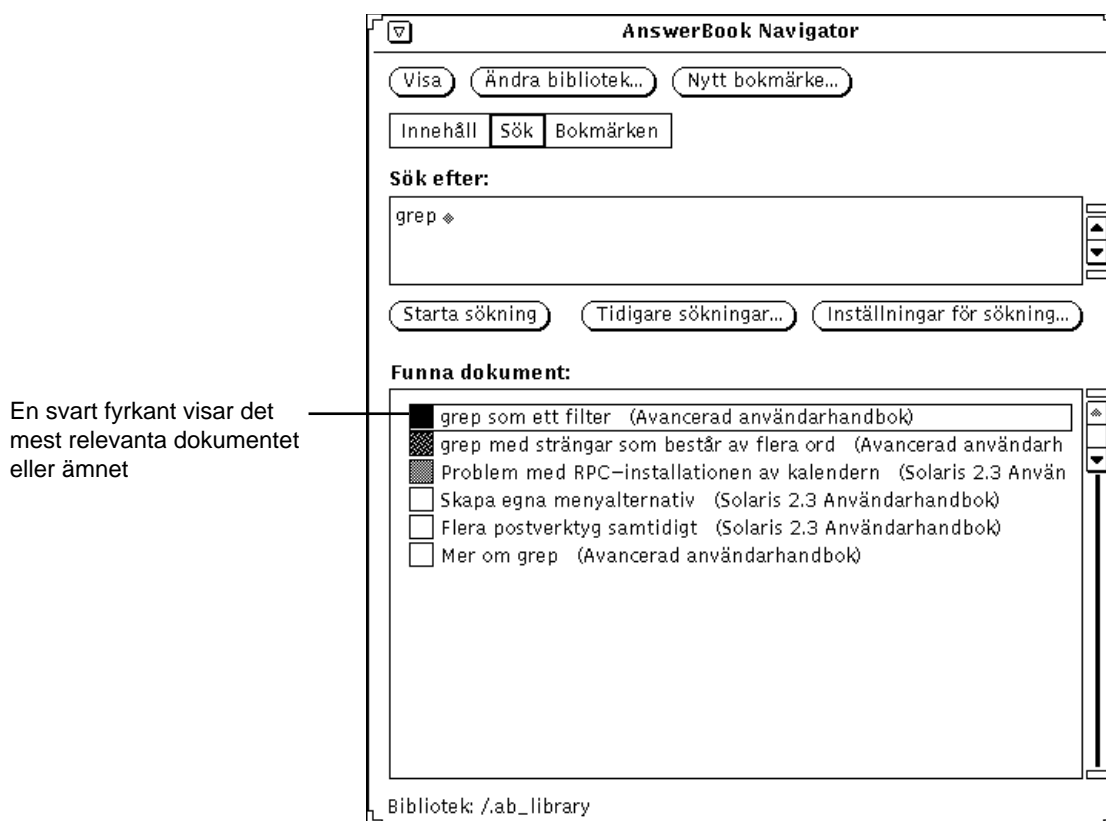 AnswerBook Navigator
Visa Ändra bibliotek... Nytt bokmärke...
Innehåll Sök Bokmärken
Sök efter:
grep
Starta sökning Tidigare sökningar... Inställningar för sökning...
Funna dokument:
En svart fyrkant visar det
mest relevanta dokumentet
eller ämnet
grep som ett filter (Avancerad användarhandbok)
grep med strängar som består av flera ord (Avancerad användarh
Problem med RPC–installationen av kalendern (Solaris 2.3 Använ
Skapa egna menyalternativ (Solaris 2.3 Användarhandbok)
Flera postverktyg samtidigt (Solaris 2.3 Användarhandbok)
Mer om grep (Avancerad användarhandbok)
Bibliotek: /.ab_library